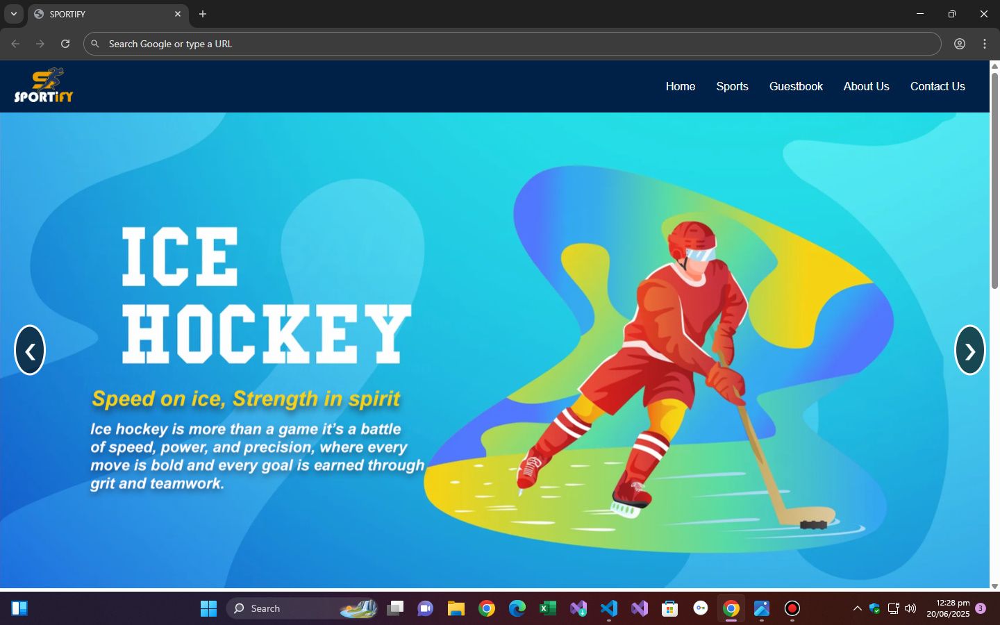 SPORTIFY
Search Google or type a URL
SPORTiFY
Home Sports Guestbook About Us Contact Us
ICE
HOCKEY
Speed on ice, Strength in spirit
Ice hockey is more than a game it’s a battle
of speed, power, and precision, where every
move is bold and every goal is earned through
grit and teamwork.
Search
12:28 pm
20/06/2025
3